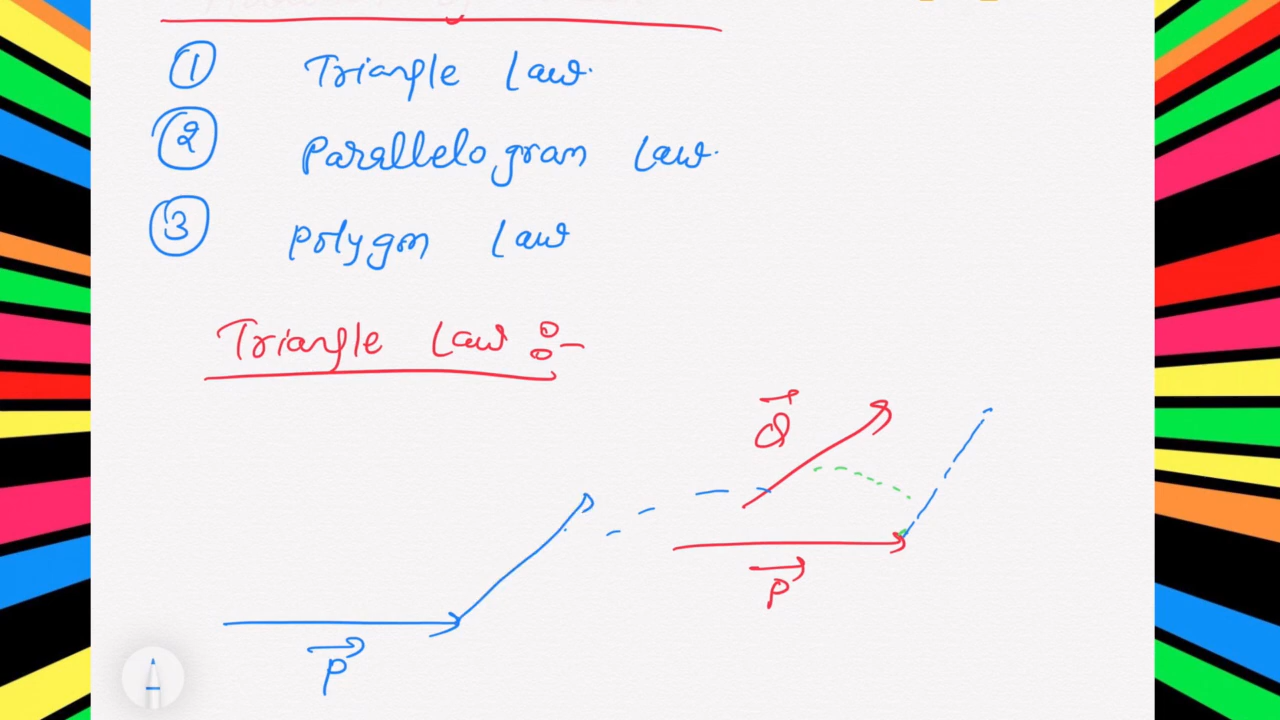 ① Triangle Law.
② Parallelogram Law.
③ Polygon Law
Triangle Law :-
Q
P
P